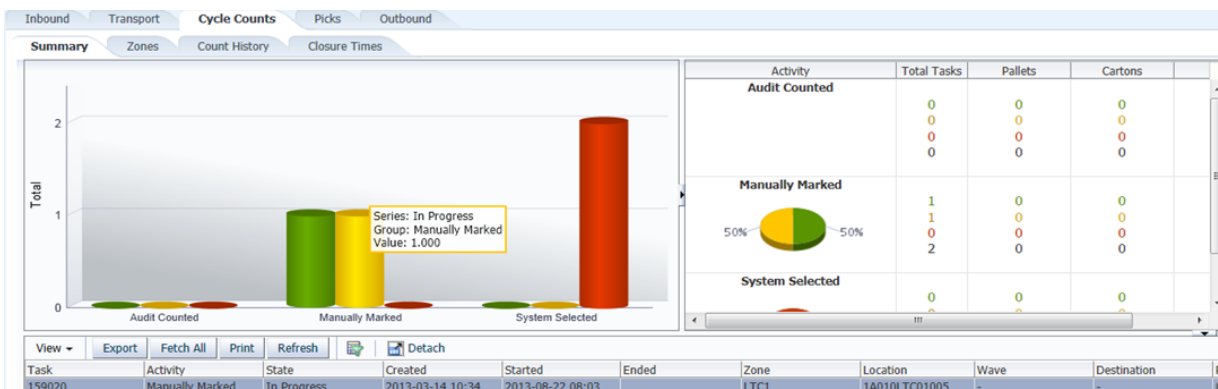 Inbound Transport Cycle Counts Picks Outbound
Summary Zones Count History Closure Times
Total
2
1
0
Series: In Progress
Group: Manually Marked
Value: 1.000
Audit Counted Manually Marked System Selected
Activity Total Tasks Pallets Cartons
Audit Counted
0 0 0
0 0 0
0 0 0
0 0 0
Manually Marked
50% 50%
1 0 0
1 0 0
0 0 0
2 0 0
System Selected
0 0 0
View Export Fetch All Print Refresh Detach
Task Activity State Created Started Ended Zone Location Wave Destination
159020 Manually Marked In Progress 2013-03-14 10:34 2013-08-22 08:03 LTC1 1A010LTC01005 - -